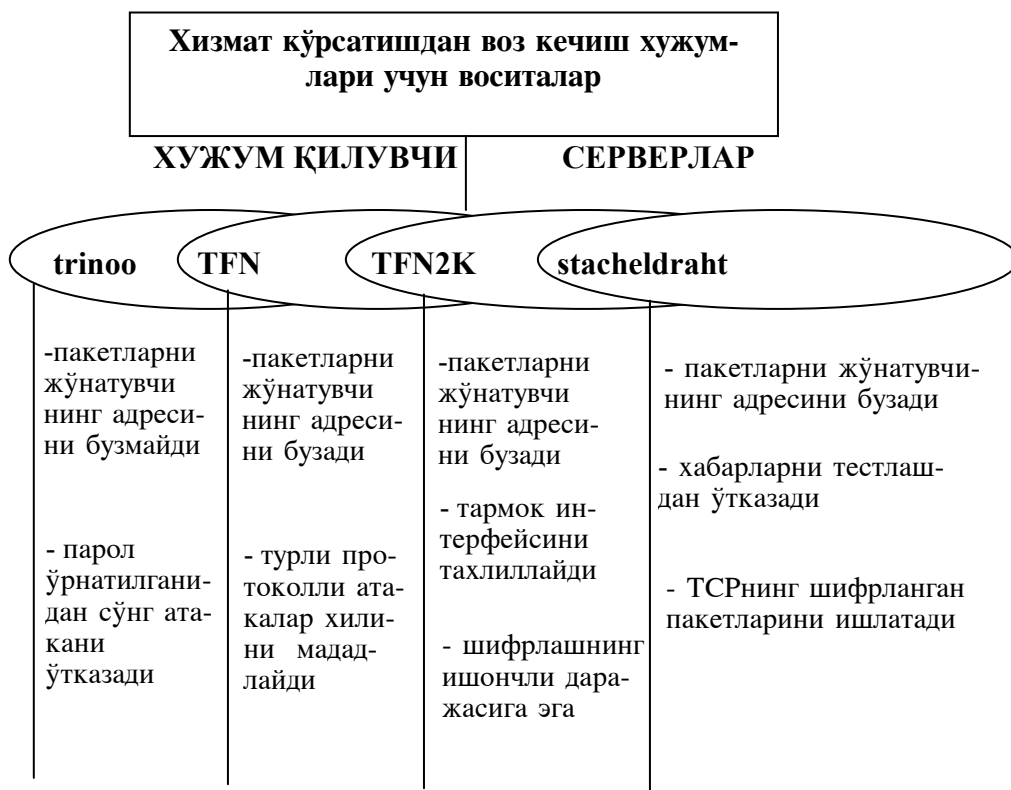 Хизмат кўрсатишдан воз кечиш хужум-
лари учун воситалар
ХУЖУМ ҚИЛУВЧИ СЕРВЕРЛАР
trinoo TFN TFN2K stacheldraht
-пакетларни
жўнатувчи
нинг адреси-
ни бузмайди
- парол
ўрнатилгани-
дан сўнг ата-
кани
ўтказади
-пакетларни
жўнатувчи
нинг адреси-
ни бузади
- турли про-
токолли ата-
калар хили-
ни мадад-
лайди
-пакетларни
жўнатувчи
нинг адреси-
ни бузади
- тармок ин-
терфейсини
тахлиллайди
- шифрлашнинг
ишончли дара-
жасига эга
- пакетларни жўнатувчи-
нинг адресини бузади
- хабарларни тестлаш-
дан ўтказади
- TCPнинг шифрланган
пакетларини ишлатади